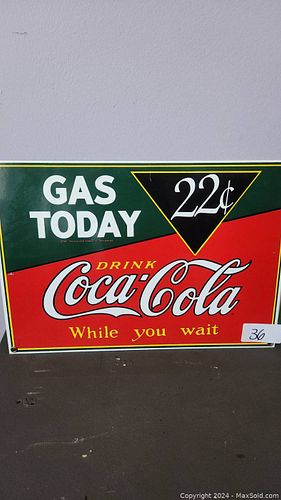 GAS
TODAY
22¢
DRINK
Coca-Cola
While you wait
36
Copyright 2024 - MaxSold.com